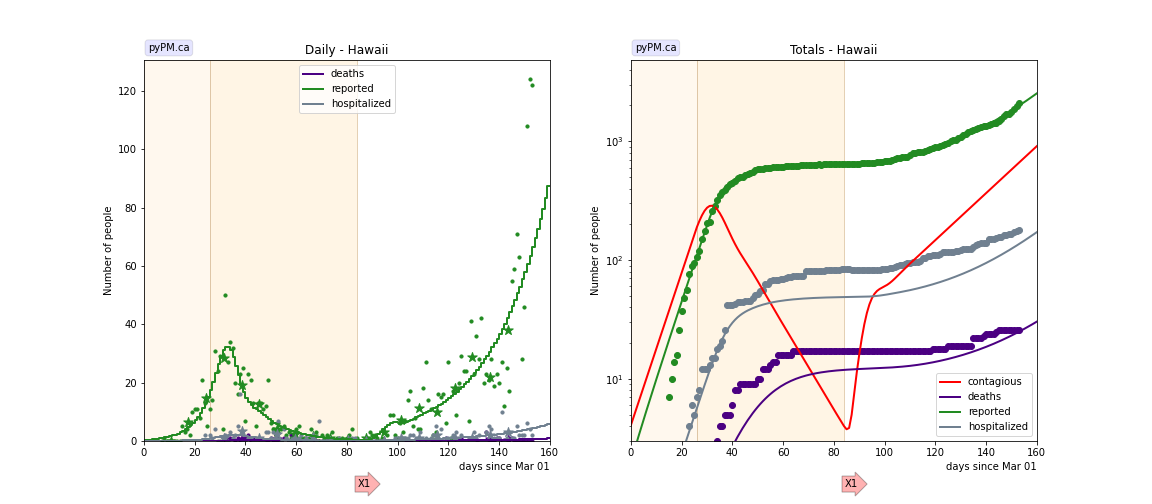 pyPM.ca
Daily - Hawaii
deaths
reported
hospitalized
Number of people
0
20
40
60
80
100
120
0
20
40
60
80
100
120
140
160
days since Mar 01
X1
pyPM.ca
Totals - Hawaii
Number of people
10³
10²
10¹
contagious
deaths
reported
hospitalized
0
20
40
60
80
100
120
140
160
days since Mar 01
X1